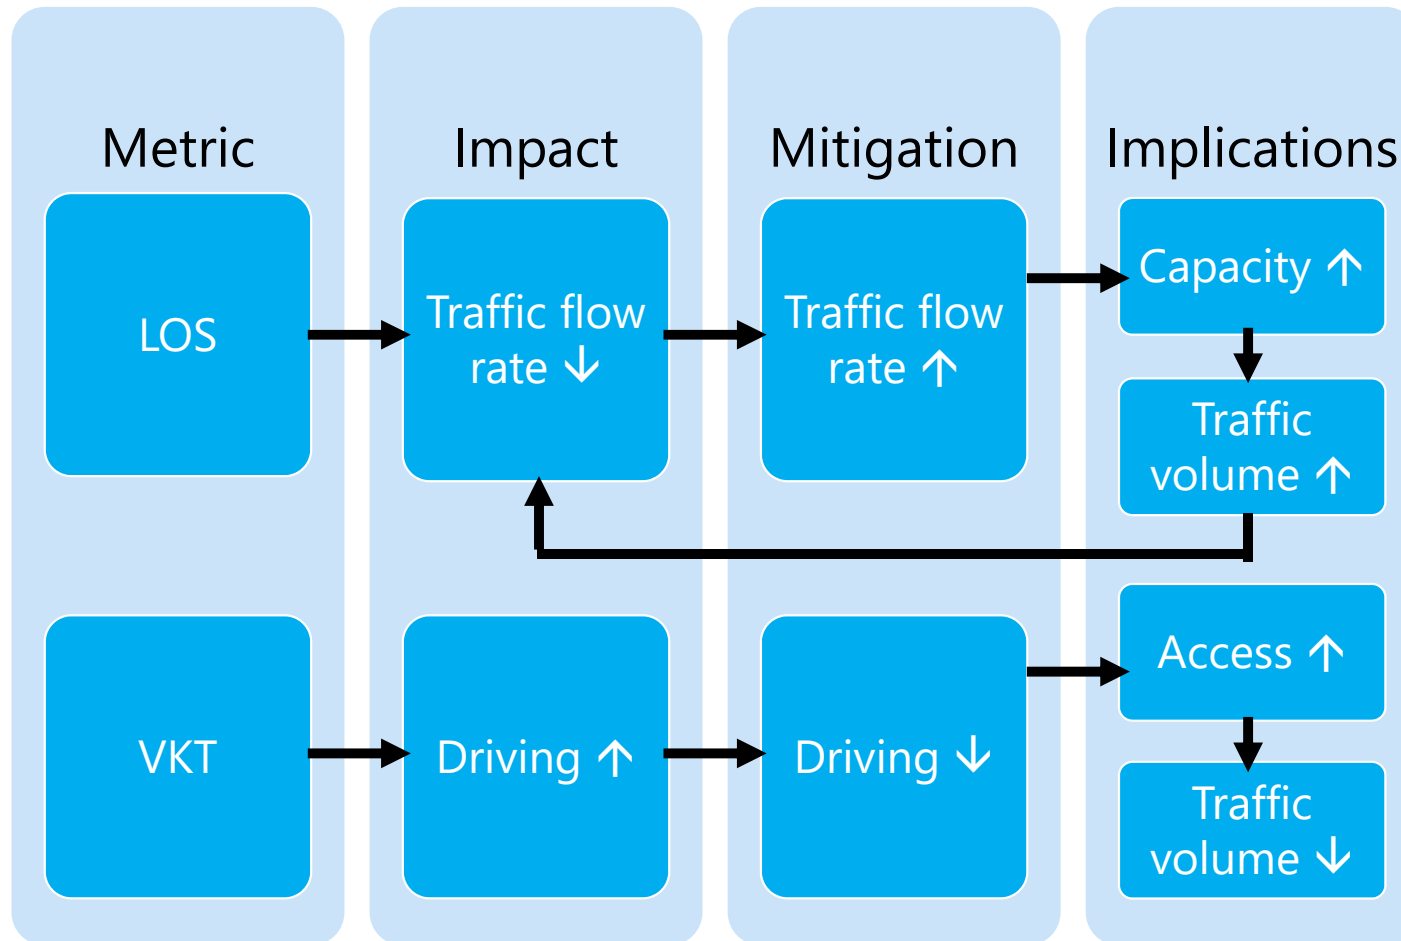 Metric
Impact
Mitigation
Implications
LOS
Traffic flow
rate ↓
Traffic flow
rate ↑
Capacity ↑
Traffic
volume ↑
VKT
Driving ↑
Driving ↓
Access ↑
Traffic
volume ↓